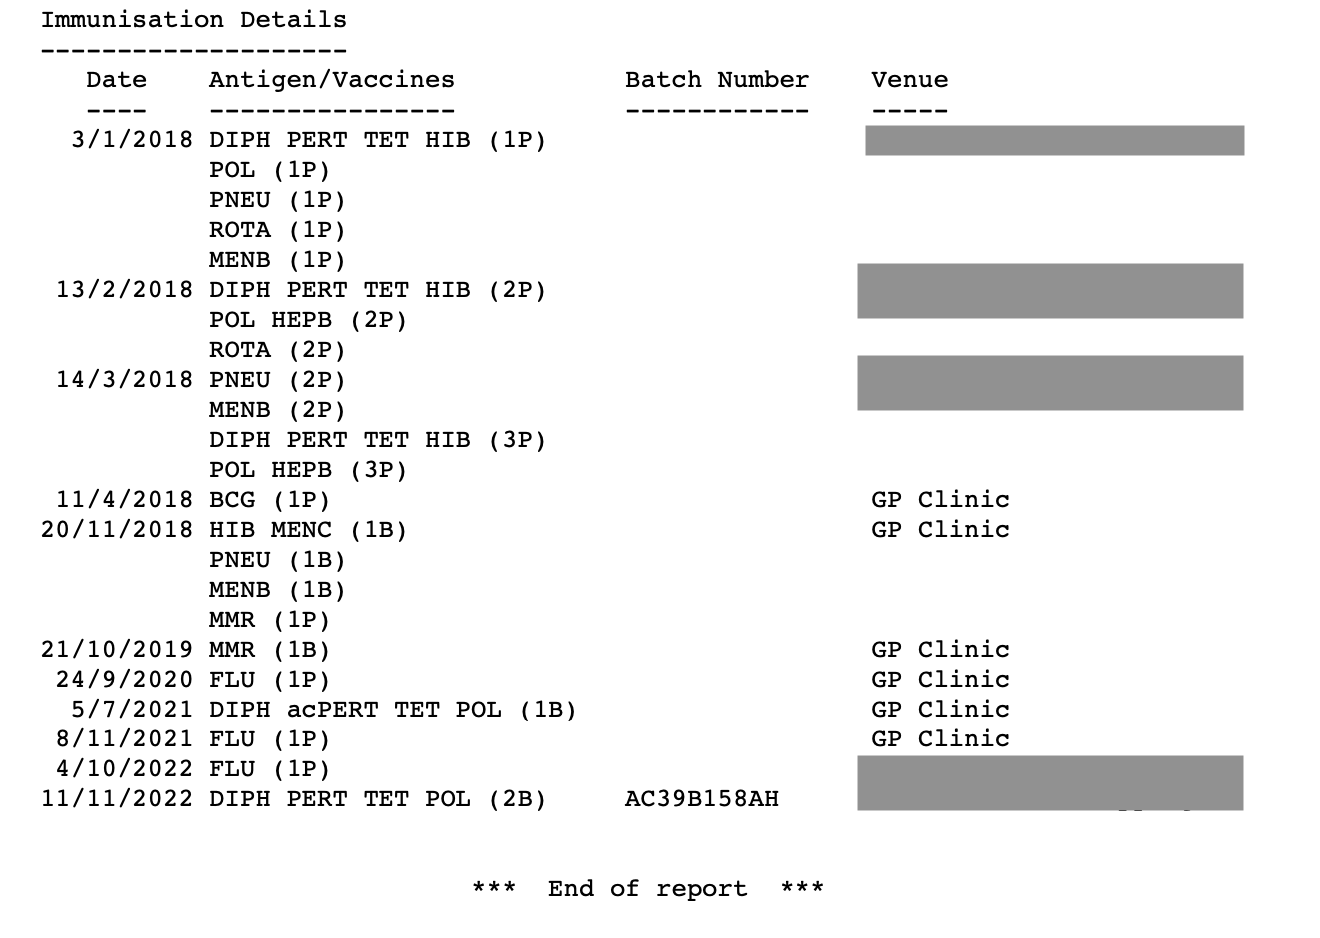 Immunisation Details
--------------------
Date Antigen/Vaccines Batch Number Venue
---- ---------------- ------------ -----
3/1/2018 DIPH PERT TET HIB (1P)
POL (1P)
PNEU (1P)
ROTA (1P)
MENB (1P)
13/2/2018 DIPH PERT TET HIB (2P)
POL HEPB (2P)
ROTA (2P)
14/3/2018 PNEU (2P)
MENB (2P)
DIPH PERT TET HIB (3P)
POL HEPB (3P)
11/4/2018 BCG (1P) GP Clinic
20/11/2018 HIB MENC (1B) GP Clinic
PNEU (1B)
MENB (1B)
MMR (1P)
21/10/2019 MMR (1B) GP Clinic
24/9/2020 FLU (1P) GP Clinic
5/7/2021 DIPH acPERT TET POL (1B) GP Clinic
8/11/2021 FLU (1P) GP Clinic
4/10/2022 FLU (1P)
11/11/2022 DIPH PERT TET POL (2B) AC39B158AH
*** End of report ***